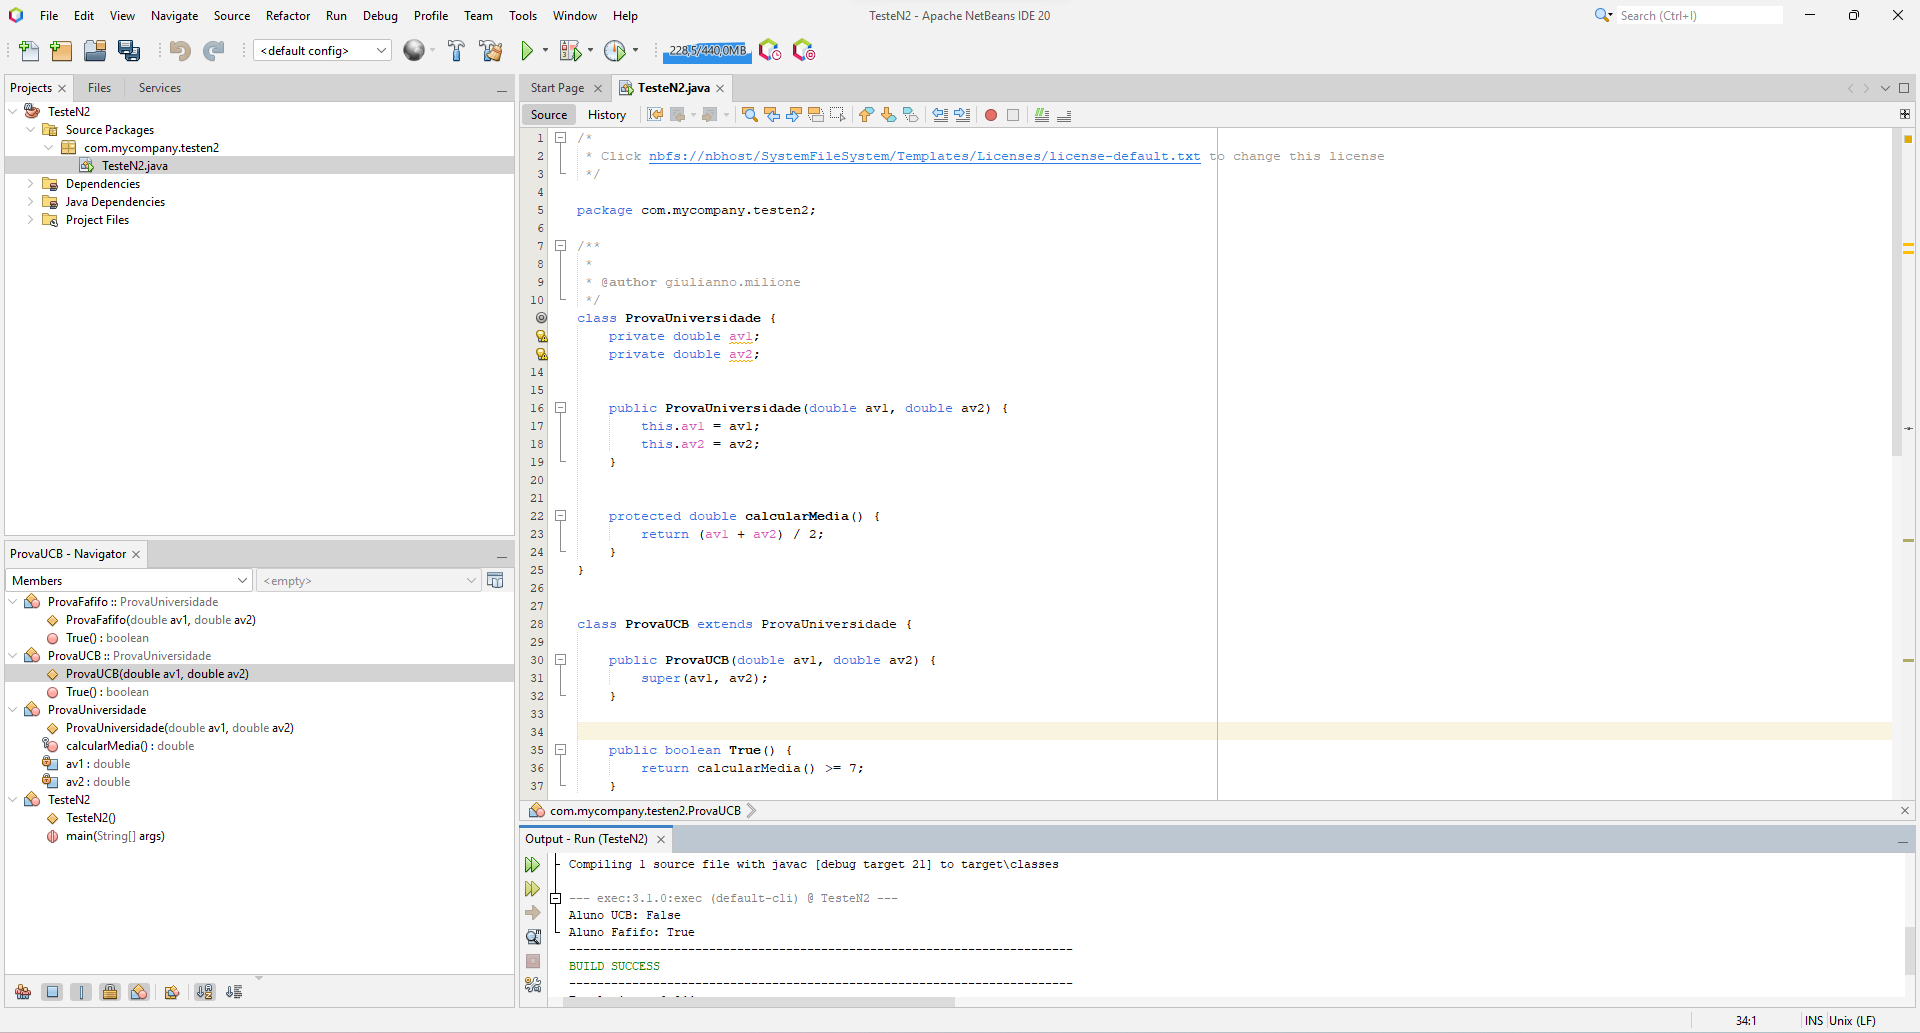 File Edit View Navigate Source Refactor Run Debug Profile Team Tools Window Help
TesteN2 - Apache NetBeans IDE 20
Search (Ctrl+I)
<default config>
228,5/440,0MB
Projects Files Services
TesteN2
Source Packages
com.mycompany.testen2
TesteN2.java
Dependencies
Java Dependencies
Project Files
ProvaUCB - Navigator
Members
<empty>
ProvaFafifo :: ProvaUniversidade
ProvaFafifo(double av1, double av2)
True() : boolean
ProvaUCB :: ProvaUniversidade
ProvaUCB(double av1, double av2)
True() : boolean
ProvaUniversidade
ProvaUniversidade(double av1, double av2)
calcularMedia() : double
av1 : double
av2 : double
TesteN2
TesteN2()
main(String[] args)
Start Page TesteN2.java
Source History
1 /*
2 * Click nbfs://nbhost/SystemFileSystem/Templates/Licenses/license-default.txt to change this license
3 */
4
5 package com.mycompany.testen2;
6
7 /**
8 *
9 * @author giulianno.milione
10 */
class ProvaUniversidade {
private double av1;
private double av2;
14
15
16 public ProvaUniversidade(double av1, double av2) {
17 this.av1 = av1;
18 this.av2 = av2;
19 }
20
21
22 protected double calcularMedia() {
23 return (av1 + av2) / 2;
24 }
25 }
26
27
28 class ProvaUCB extends ProvaUniversidade {
29
30 public ProvaUCB(double av1, double av2) {
31 super(av1, av2);
32 }
33
34
35 public boolean True() {
36 return calcularMedia() >= 7;
37 }
com.mycompany.testen2.ProvaUCB
Output - Run (TesteN2)
Compiling 1 source file with javac [debug target 21] to target\classes
--- exec:3.1.0:exec (default-cli) @ TesteN2 ---
Aluno UCB: False
Aluno Fafifo: True
------------------------------------------------------------------------
BUILD SUCCESS
------------------------------------------------------------------------
34:1 INS Unix (LF)